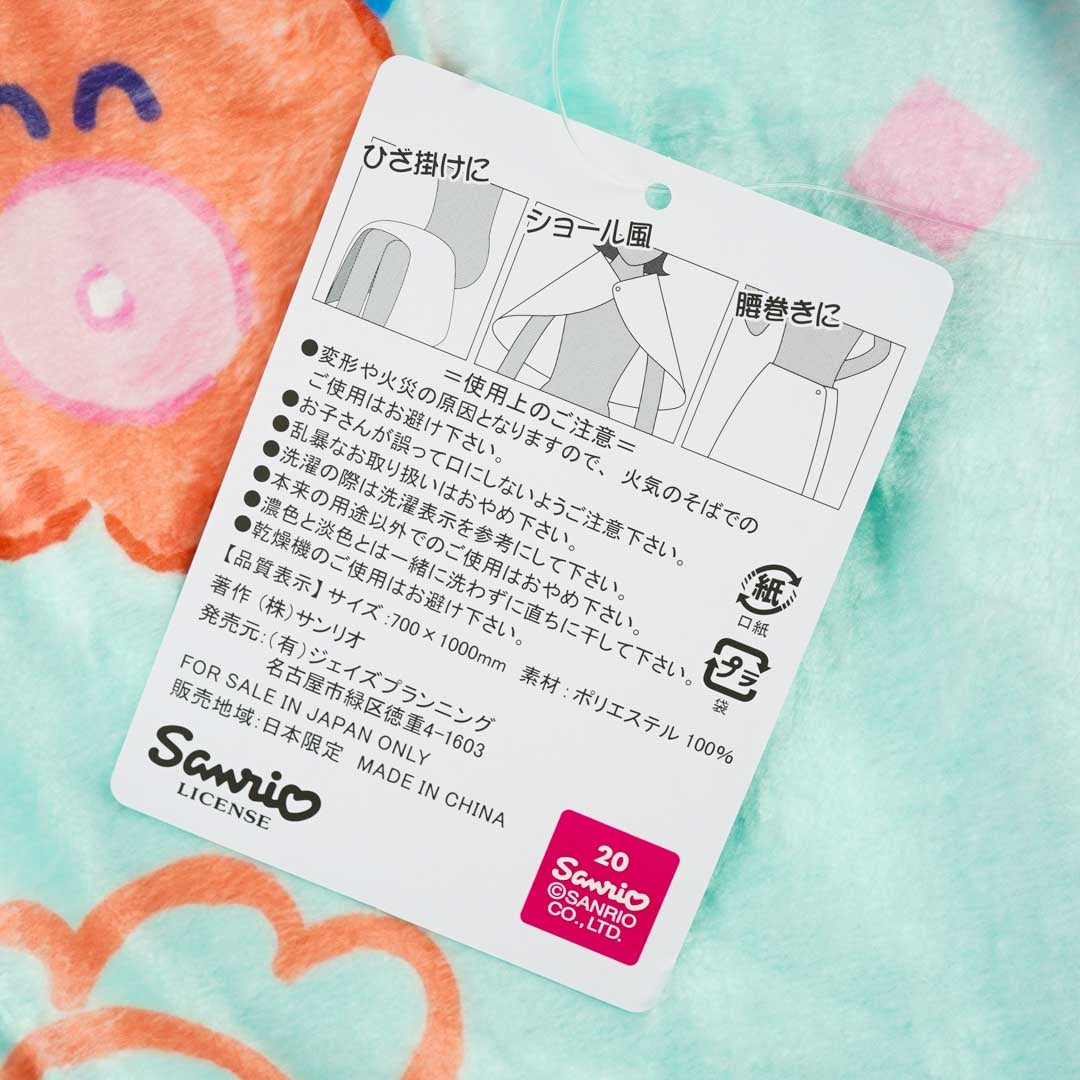 ひざ掛けに
ショール風
腰巻きに
=使用上のご注意=
●変形や火災の原因となりますので、火気のそばでの
ご使用はお避け下さい。
●お子さんが誤って口にしないようご注意下さい。
●乱暴なお取り扱いはおやめ下さい。
●洗濯の際は洗濯表示を参考にして下さい。
●本来の用途以外でのご使用はおやめ下さい。
●濃色と淡色とは一緒に洗わずに直ちに干して下さい。
●乾燥機のご使用はお避け下さい。
【品質表示】サイズ:700×1000mm 素材:ポリエステル 100%
著作 (株)サンリオ
発売元:(有)ジェイズプランニング
名古屋市緑区徳重4-1603
FOR SALE IN JAPAN ONLY
販売地域:日本限定 MADE IN CHINA
紙
口紙
プラ
袋
Sanrio
LICENSE
20
Sanrio
©SANRIO
CO.,LTD.